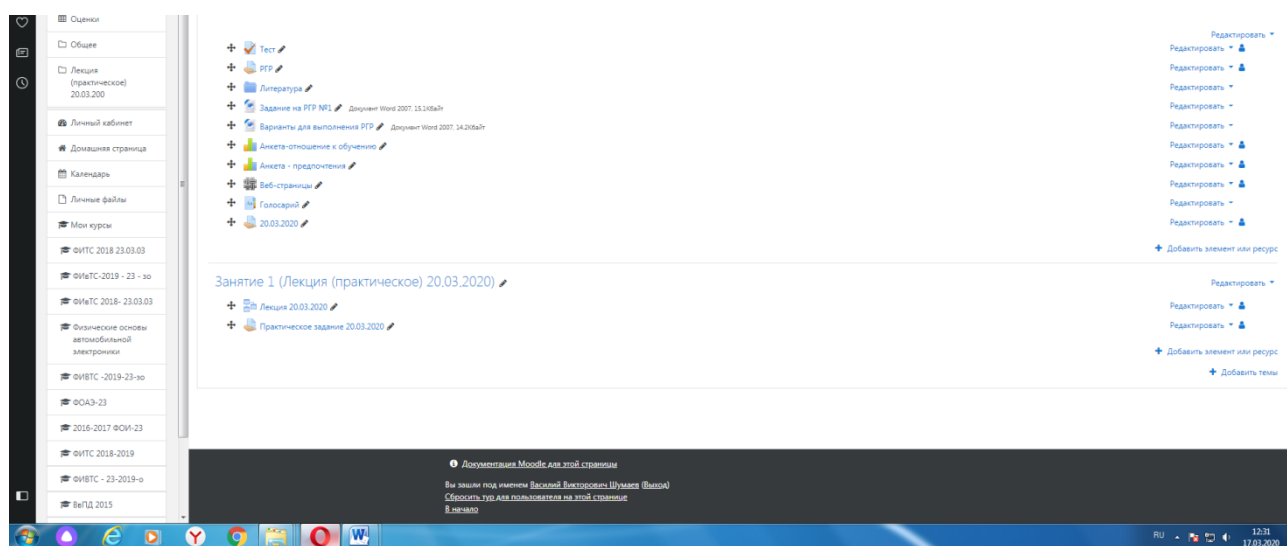 Оценки
Общее
Лекция
(практическое)
20.03.200
Личный кабинет
Домашняя страница
Календарь
Личные файлы
Мои курсы
ФИТС 2018 23.03.03
ФИвТС-2019 - 23 - зо
ФИвТС 2018- 23.03.03
Физические основы
автомобильной
электроники
ФИВТС -2019-23-зо
ФОАЭ-23
2016-2017 ФОИ-23
ФИТС 2018-2019
ФИВТС - 23-2019-о
ВеПД 2015
Редактировать
Тест Редактировать
РГР Редактировать
Литература Редактировать
Задание на РГР №1 Документ Word 2007, 15.1Кбайт Редактировать
Варианты для выполнения РГР Документ Word 2007, 14.2Кбайт Редактировать
Анкета-отношение к обучению Редактировать
Анкета - предпочтения Редактировать
Веб-страницы Редактировать
Голосарий Редактировать
20.03.2020 Редактировать
Добавить элемент или ресурс
Занятие 1 (Лекция (практическое) 20.03.2020) Редактировать
Лекция 20.03.2020 Редактировать
Практическое задание 20.03.2020 Редактировать
Добавить элемент или ресурс
Добавить темы
Документация Moodle для этой страницы
Вы зашли под именем Василий Викторович Шумаев (Выход)
Сбросить тур для пользователя на этой странице
В начало
RU 12:31
17.03.2020